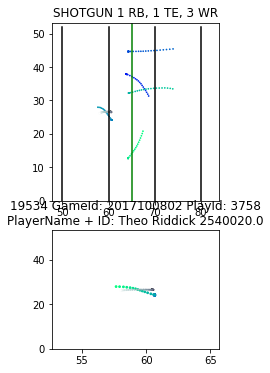 SHOTGUN 1 RB, 1 TE, 3 WR
50
40
30
20
10
0
50 60 70 80
19534 GameId: 2017100802 PlayId: 3758
PlayerName + ID: Theo Riddick 2540020.0
40
20
0
55 60 65